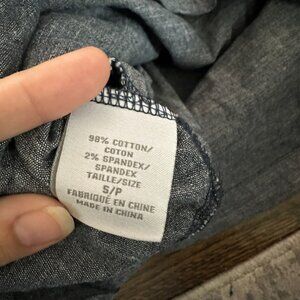 98% COTTON/
COTON
2% SPANDEX/
SPANDEX
TAILLE/SIZE
S/P
FABRIQUÉ EN CHINE
MADE IN CHINA